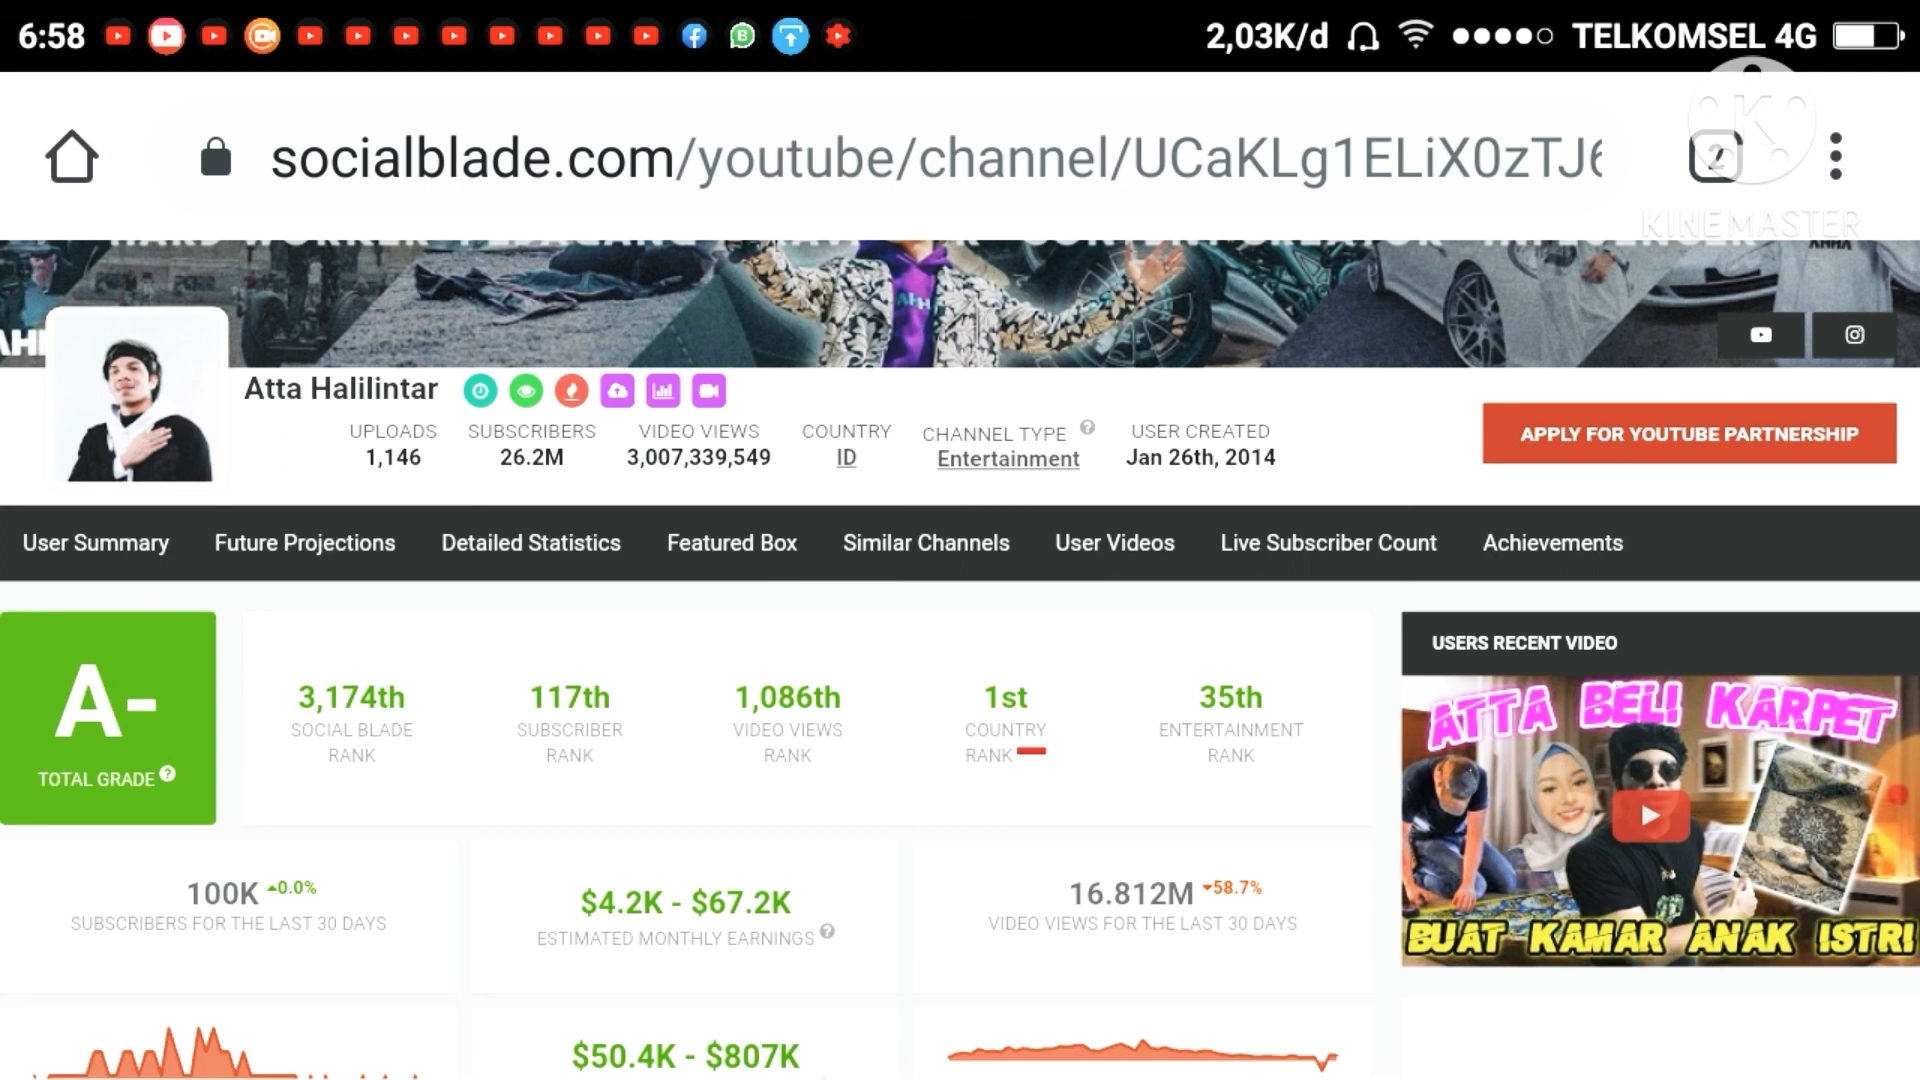 6:58
2,03K/d
TELKOMSEL 4G
socialblade.com/youtube/channel/UCaKLg1ELiX0zTJ6
2
KINEMASTER
AHHA
Atta Halilintar
UPLOADS
1,146
SUBSCRIBERS
26.2M
VIDEO VIEWS
3,007,339,549
COUNTRY
ID
CHANNEL TYPE
Entertainment
USER CREATED
Jan 26th, 2014
APPLY FOR YOUTUBE PARTNERSHIP
User Summary
Future Projections
Detailed Statistics
Featured Box
Similar Channels
User Videos
Live Subscriber Count
Achievements
A-
TOTAL GRADE
3,174th
SOCIAL BLADE
RANK
117th
SUBSCRIBER
RANK
1,086th
VIDEO VIEWS
RANK
1st
COUNTRY
RANK
35th
ENTERTAINMENT
RANK
USERS RECENT VIDEO
ATTA BELI KARPET
BUAT KAMAR ANAK ISTRI
100K 0.0%
SUBSCRIBERS FOR THE LAST 30 DAYS
$4.2K - $67.2K
ESTIMATED MONTHLY EARNINGS
16.812M 58.7%
VIDEO VIEWS FOR THE LAST 30 DAYS
$50.4K - $807K